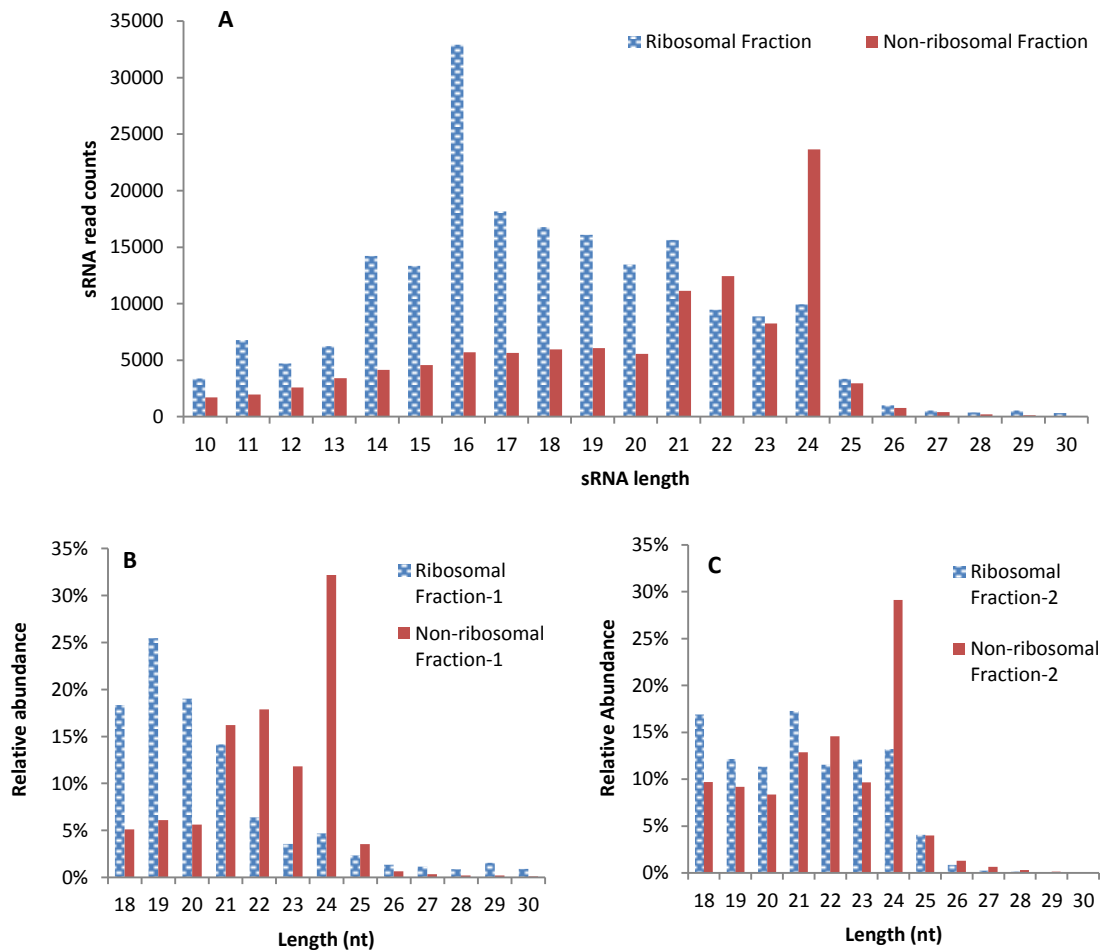 A
35000
30000
25000
20000
15000
10000
5000
0
sRNA read counts
Ribosomal Fraction
Non-ribosomal Fraction
10 11 12 13 14 15 16 17 18 19 20 21 22 23 24 25 26 27 28 29 30
sRNA length
B
35%
30%
25%
20%
15%
10%
5%
0%
Relative abundance
Ribosomal
Fraction-1
Non-ribosomal
Fraction-1
18 19 20 21 22 23 24 25 26 27 28 29 30
Length (nt)
C
35%
30%
25%
20%
15%
10%
5%
0%
Relative Abundance
Ribosomal
Fraction-2
Non-ribosomal
Fraction-2
18 19 20 21 22 23 24 25 26 27 28 29 30
Length (nt)